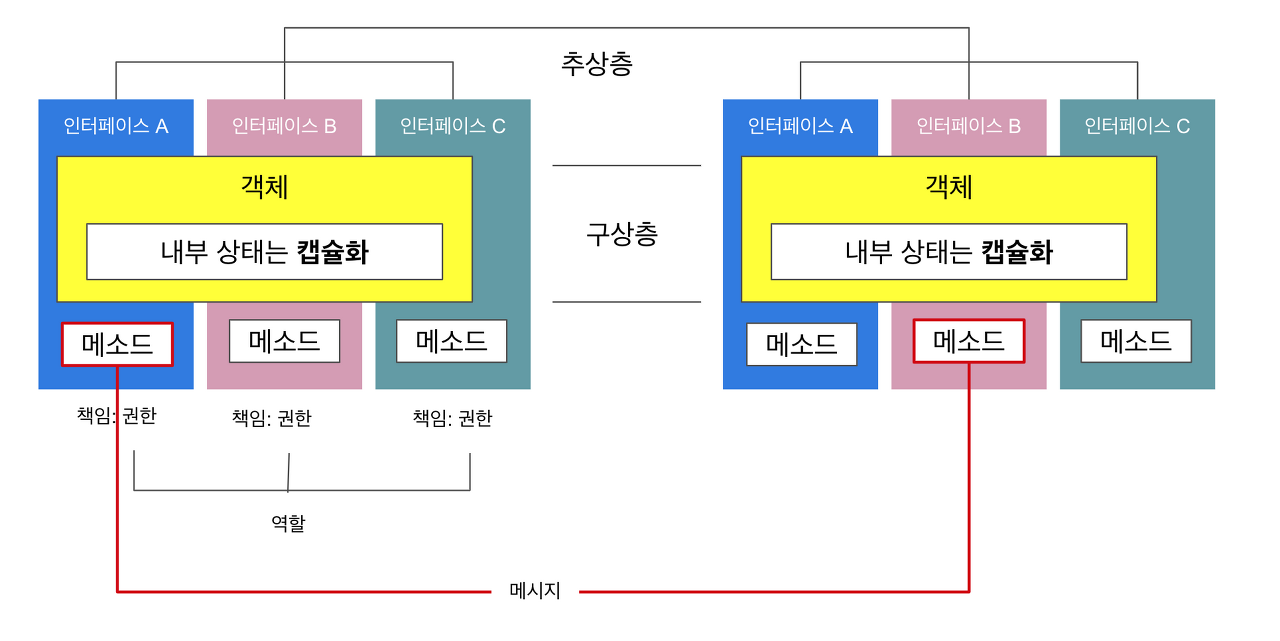 추상층
인터페이스 A
인터페이스 B
인터페이스 C
객체
내부 상태는 캡슐화
메소드
메소드
메소드
책임: 권한
책임: 권한
책임: 권한
역할
구상층
인터페이스 A
인터페이스 B
인터페이스 C
객체
내부 상태는 캡슐화
메소드
메소드
메소드
메시지